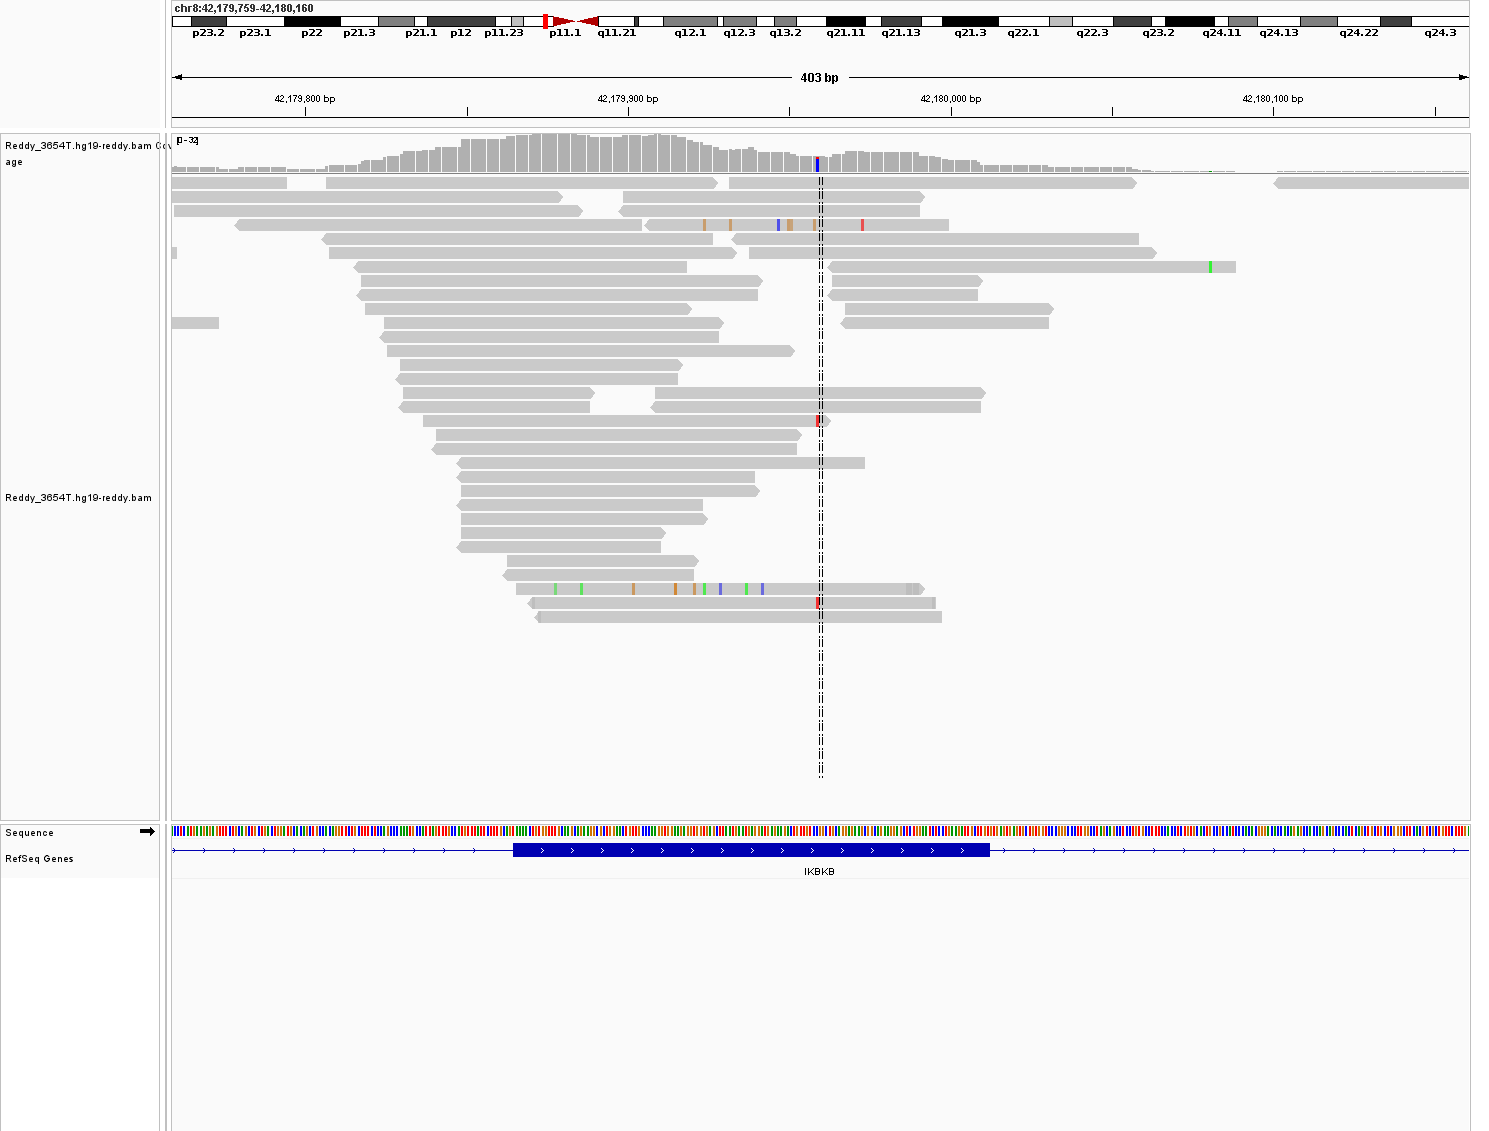 chr8:42,179,759-42,180,160
p23.2 p23.1 p22 p21.3 p21.1 p12 p11.23 p11.1 q11.21 q12.1 q12.3 q13.2 q21.11 q21.13 q21.3 q22.1 q22.3 q23.2 q24.11 q24.13 q24.22 q24.3
403 bp
42,179,800 bp 42,179,900 bp 42,180,000 bp 42,180,100 bp
[0-32]
Reddy_3654T.hg19-reddy.bam Cov
age
Reddy_3654T.hg19-reddy.bam
Sequence
RefSeq Genes
IKBKB